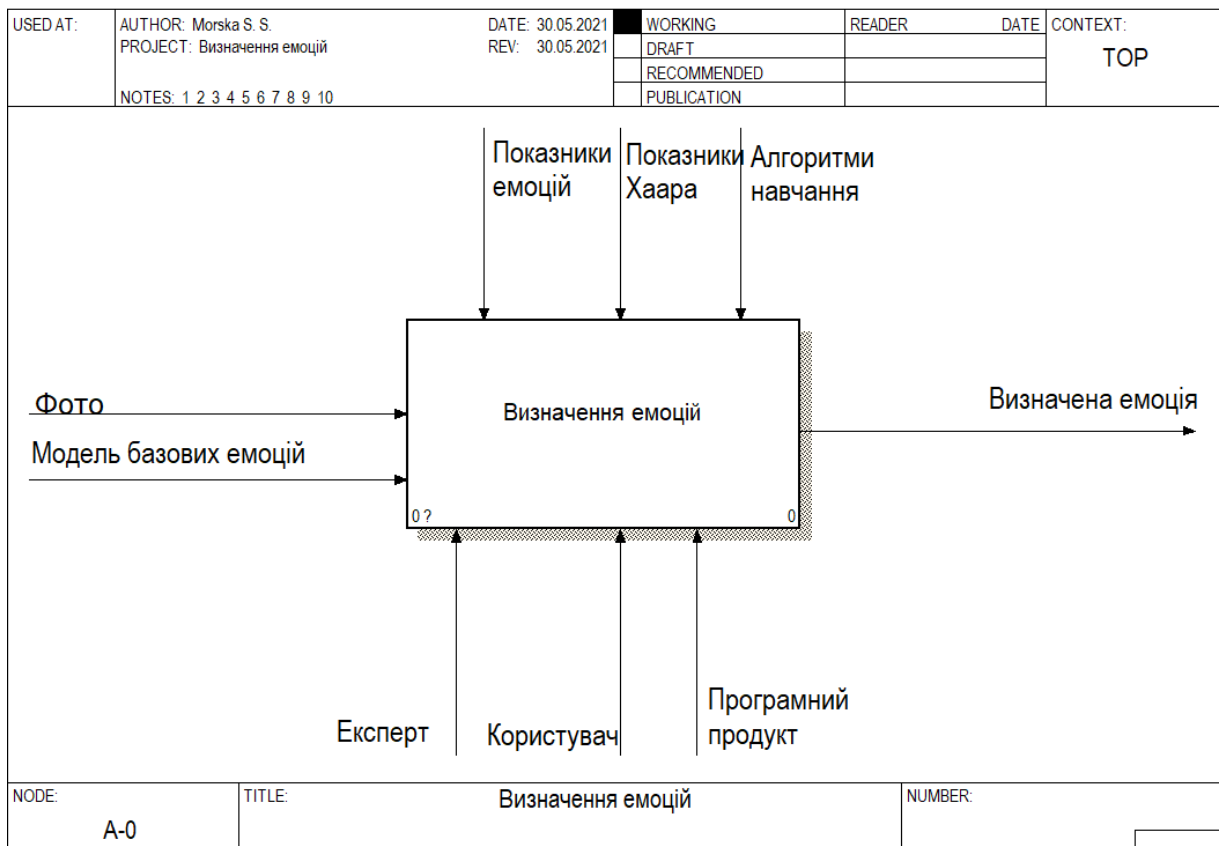 USED AT:
AUTHOR: Morska S. S.
DATE: 30.05.2021
WORKING
READER
DATE
CONTEXT:
PROJECT: Визначення емоцій
REV: 30.05.2021
DRAFT
TOP
RECOMMENDED
NOTES: 1 2 3 4 5 6 7 8 9 10
PUBLICATION
Показники
емоцій
Показники
Хаара
Алгоритми
навчання
Фото
Модель базових емоцій
Визначення емоцій
0 ?
0
Визначена емоція
Експерт
Користувач
Програмний
продукт
NODE:
A-0
TITLE:
Визначення емоцій
NUMBER: